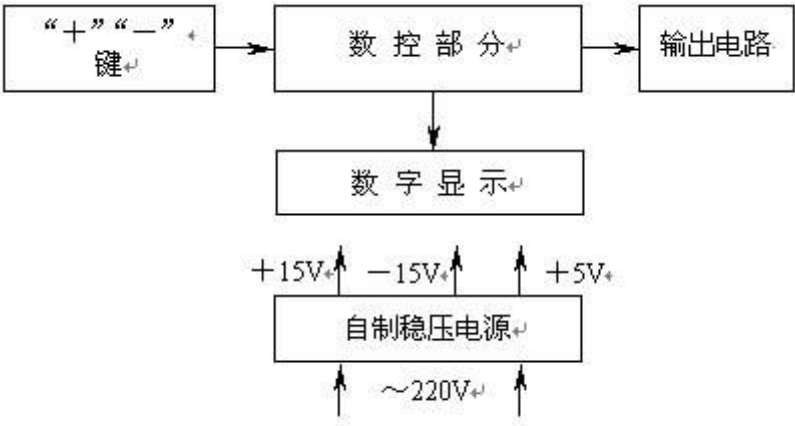 “＋”“－”
键
数 控 部 分
输出电路
数 字 显 示
＋15V －15V ＋5V
自制稳压电源
～220V